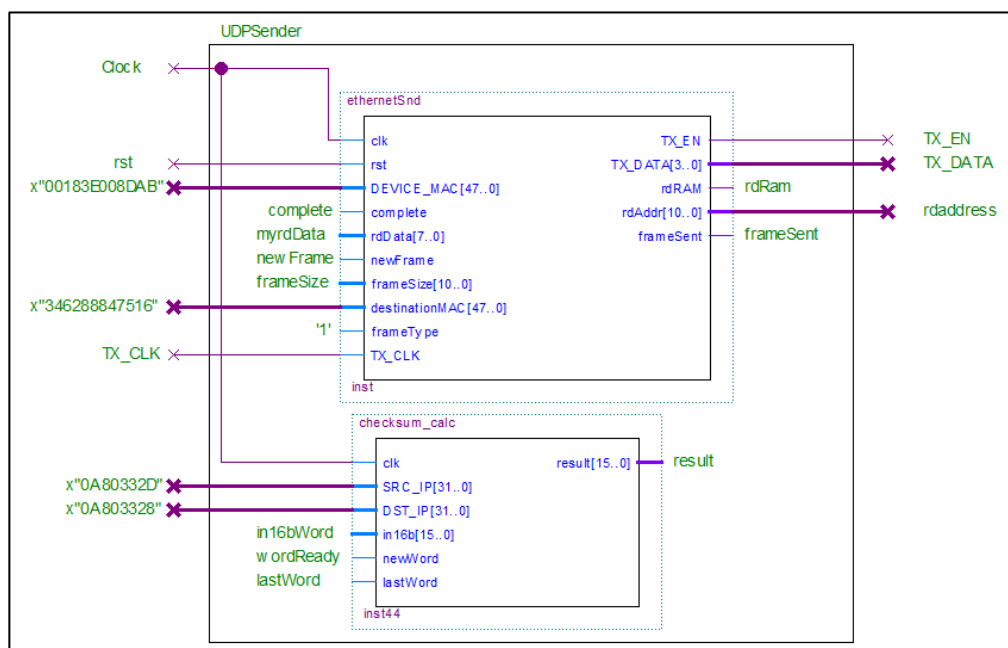 UDPSender
Clock
ethernetSnd
clk TX_EN TX_EN
rst rst TX_DATA[3..0] TX_DATA
x"00183E008DAB" DEVICE_MAC[47..0] rdRAM rdRam
complete complete rdAddr[10..0] rdaddress
myrdData rdData[7..0] frameSent frameSent
new Frame newFrame
frameSize frameSize[10..0]
x"346288847516" destinationMAC[47..0]
'1' frameType
TX_CLK TX_CLK
inst
checksum_calc
clk result[15..0] result
x"0A80332D" SRC_IP[31..0]
x"0A803328" DST_IP[31..0]
in16bWord in16b[15..0]
wordReady newWord
lastWord lastWord
inst44